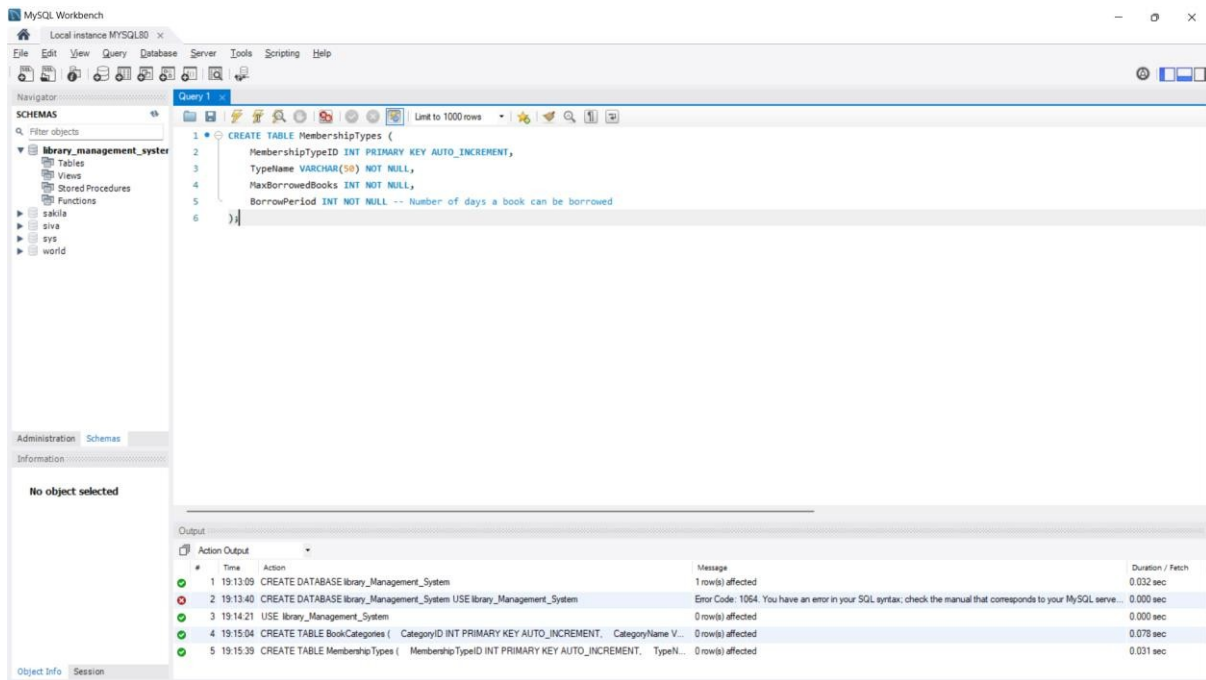 MySQL Workbench
Local instance MYSQL80 ×
File Edit View Query Database Server Tools Scripting Help
Navigator
Query 1 ×
SCHEMAS
Filter objects
library_management_syster
Tables
Views
Stored Procedures
Functions
sakila
siva
sys
world
Limit to 1000 rows
1 CREATE TABLE MembershipTypes (
2 MembershipTypeID INT PRIMARY KEY AUTO_INCREMENT,
3 TypeName VARCHAR(50) NOT NULL,
4 MaxBorrowedBooks INT NOT NULL,
5 BorrowPeriod INT NOT NULL -- Number of days a book can be borrowed
6 );
Administration Schemas
Information
No object selected
Object Info Session
Output
Action Output
# Time Action Message Duration / Fetch
1 19:13:09 CREATE DATABASE library_Management_System 1 row(s) affected 0.032 sec
2 19:13:40 CREATE DATABASE library_Management_System USE library_Management_System Error Code: 1064. You have an error in your SQL syntax; check the manual that corresponds to your MySQL serve... 0.000 sec
3 19:14:21 USE library_Management_System 0 row(s) affected 0.000 sec
4 19:15:04 CREATE TABLE BookCategories ( CategoryID INT PRIMARY KEY AUTO_INCREMENT, CategoryName V... 0 row(s) affected 0.078 sec
5 19:15:39 CREATE TABLE MembershipTypes ( MembershipTypeID INT PRIMARY KEY AUTO_INCREMENT, TypeN... 0 row(s) affected 0.031 sec